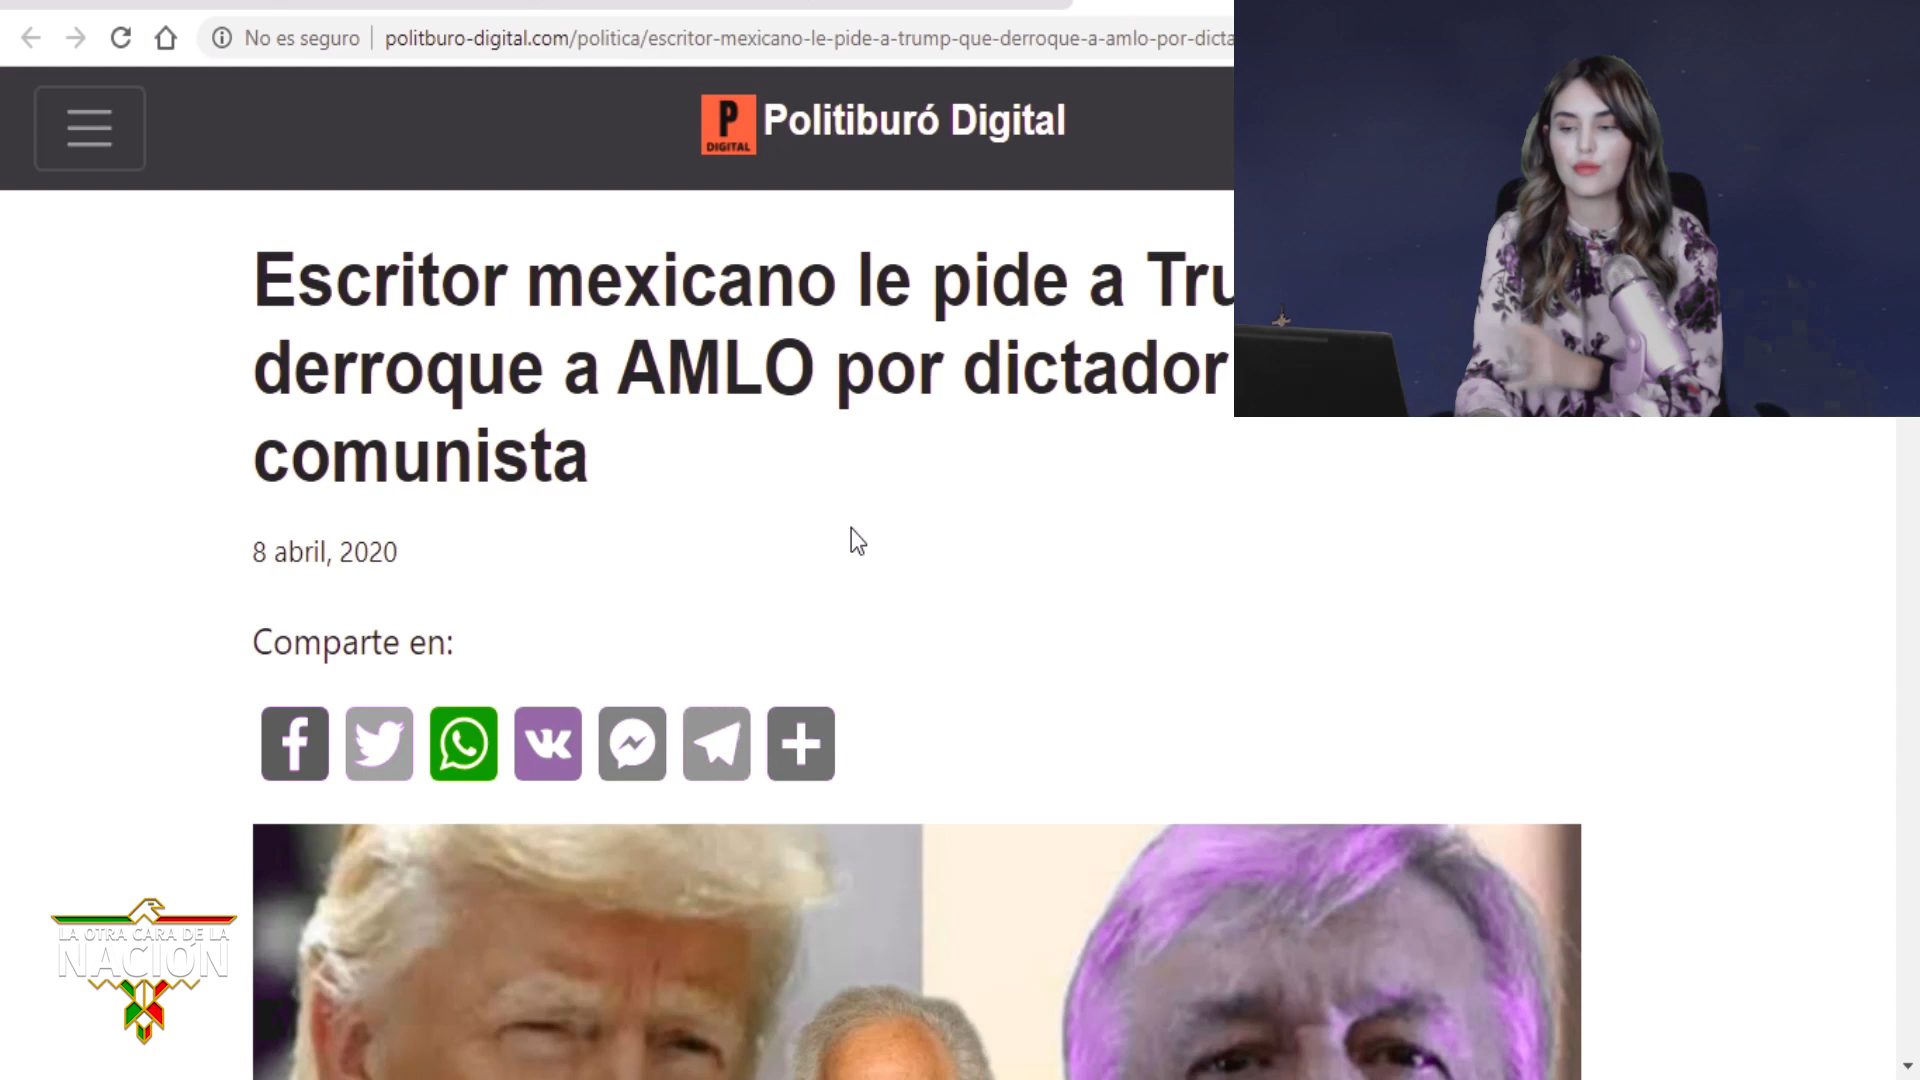 No es seguro
politburo-digital.com/politica/escritor-mexicano-le-pide-a-trump-que-derroque-a-amlo-por-dicta
P
DIGITAL
Politiburó Digital
Escritor mexicano le pide a Tru
derroque a AMLO por dictador
comunista
8 abril, 2020
Comparte en:
LA OTRA CARA DE LA
NACIÓN